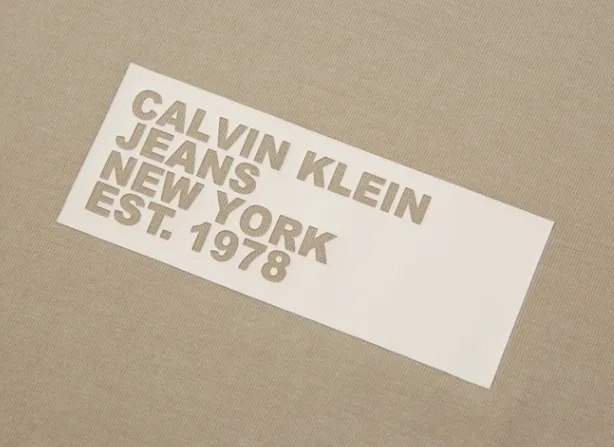 CALVIN KLEIN
JEANS
NEW YORK
EST. 1978